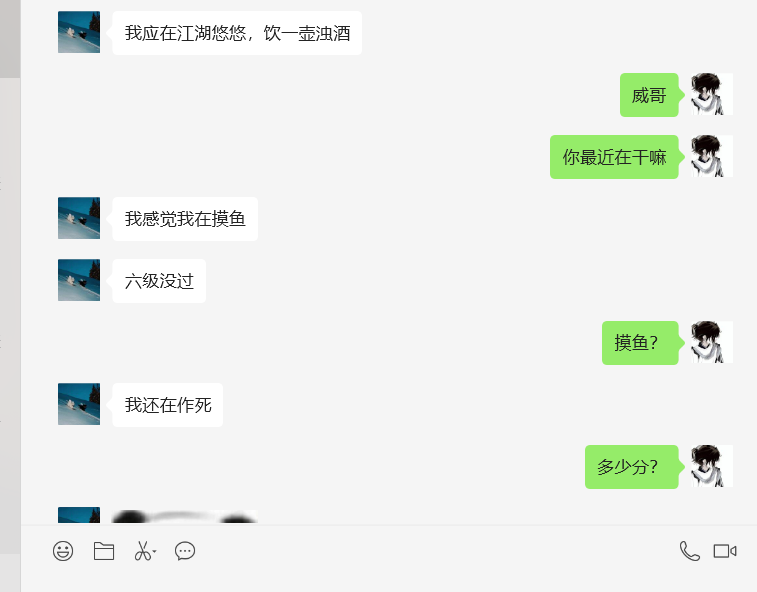 我应在江湖悠悠，饮一壶浊酒
威哥
你最近在干嘛
我感觉我在摸鱼
六级没过
摸鱼？
我还在作死
多少分？